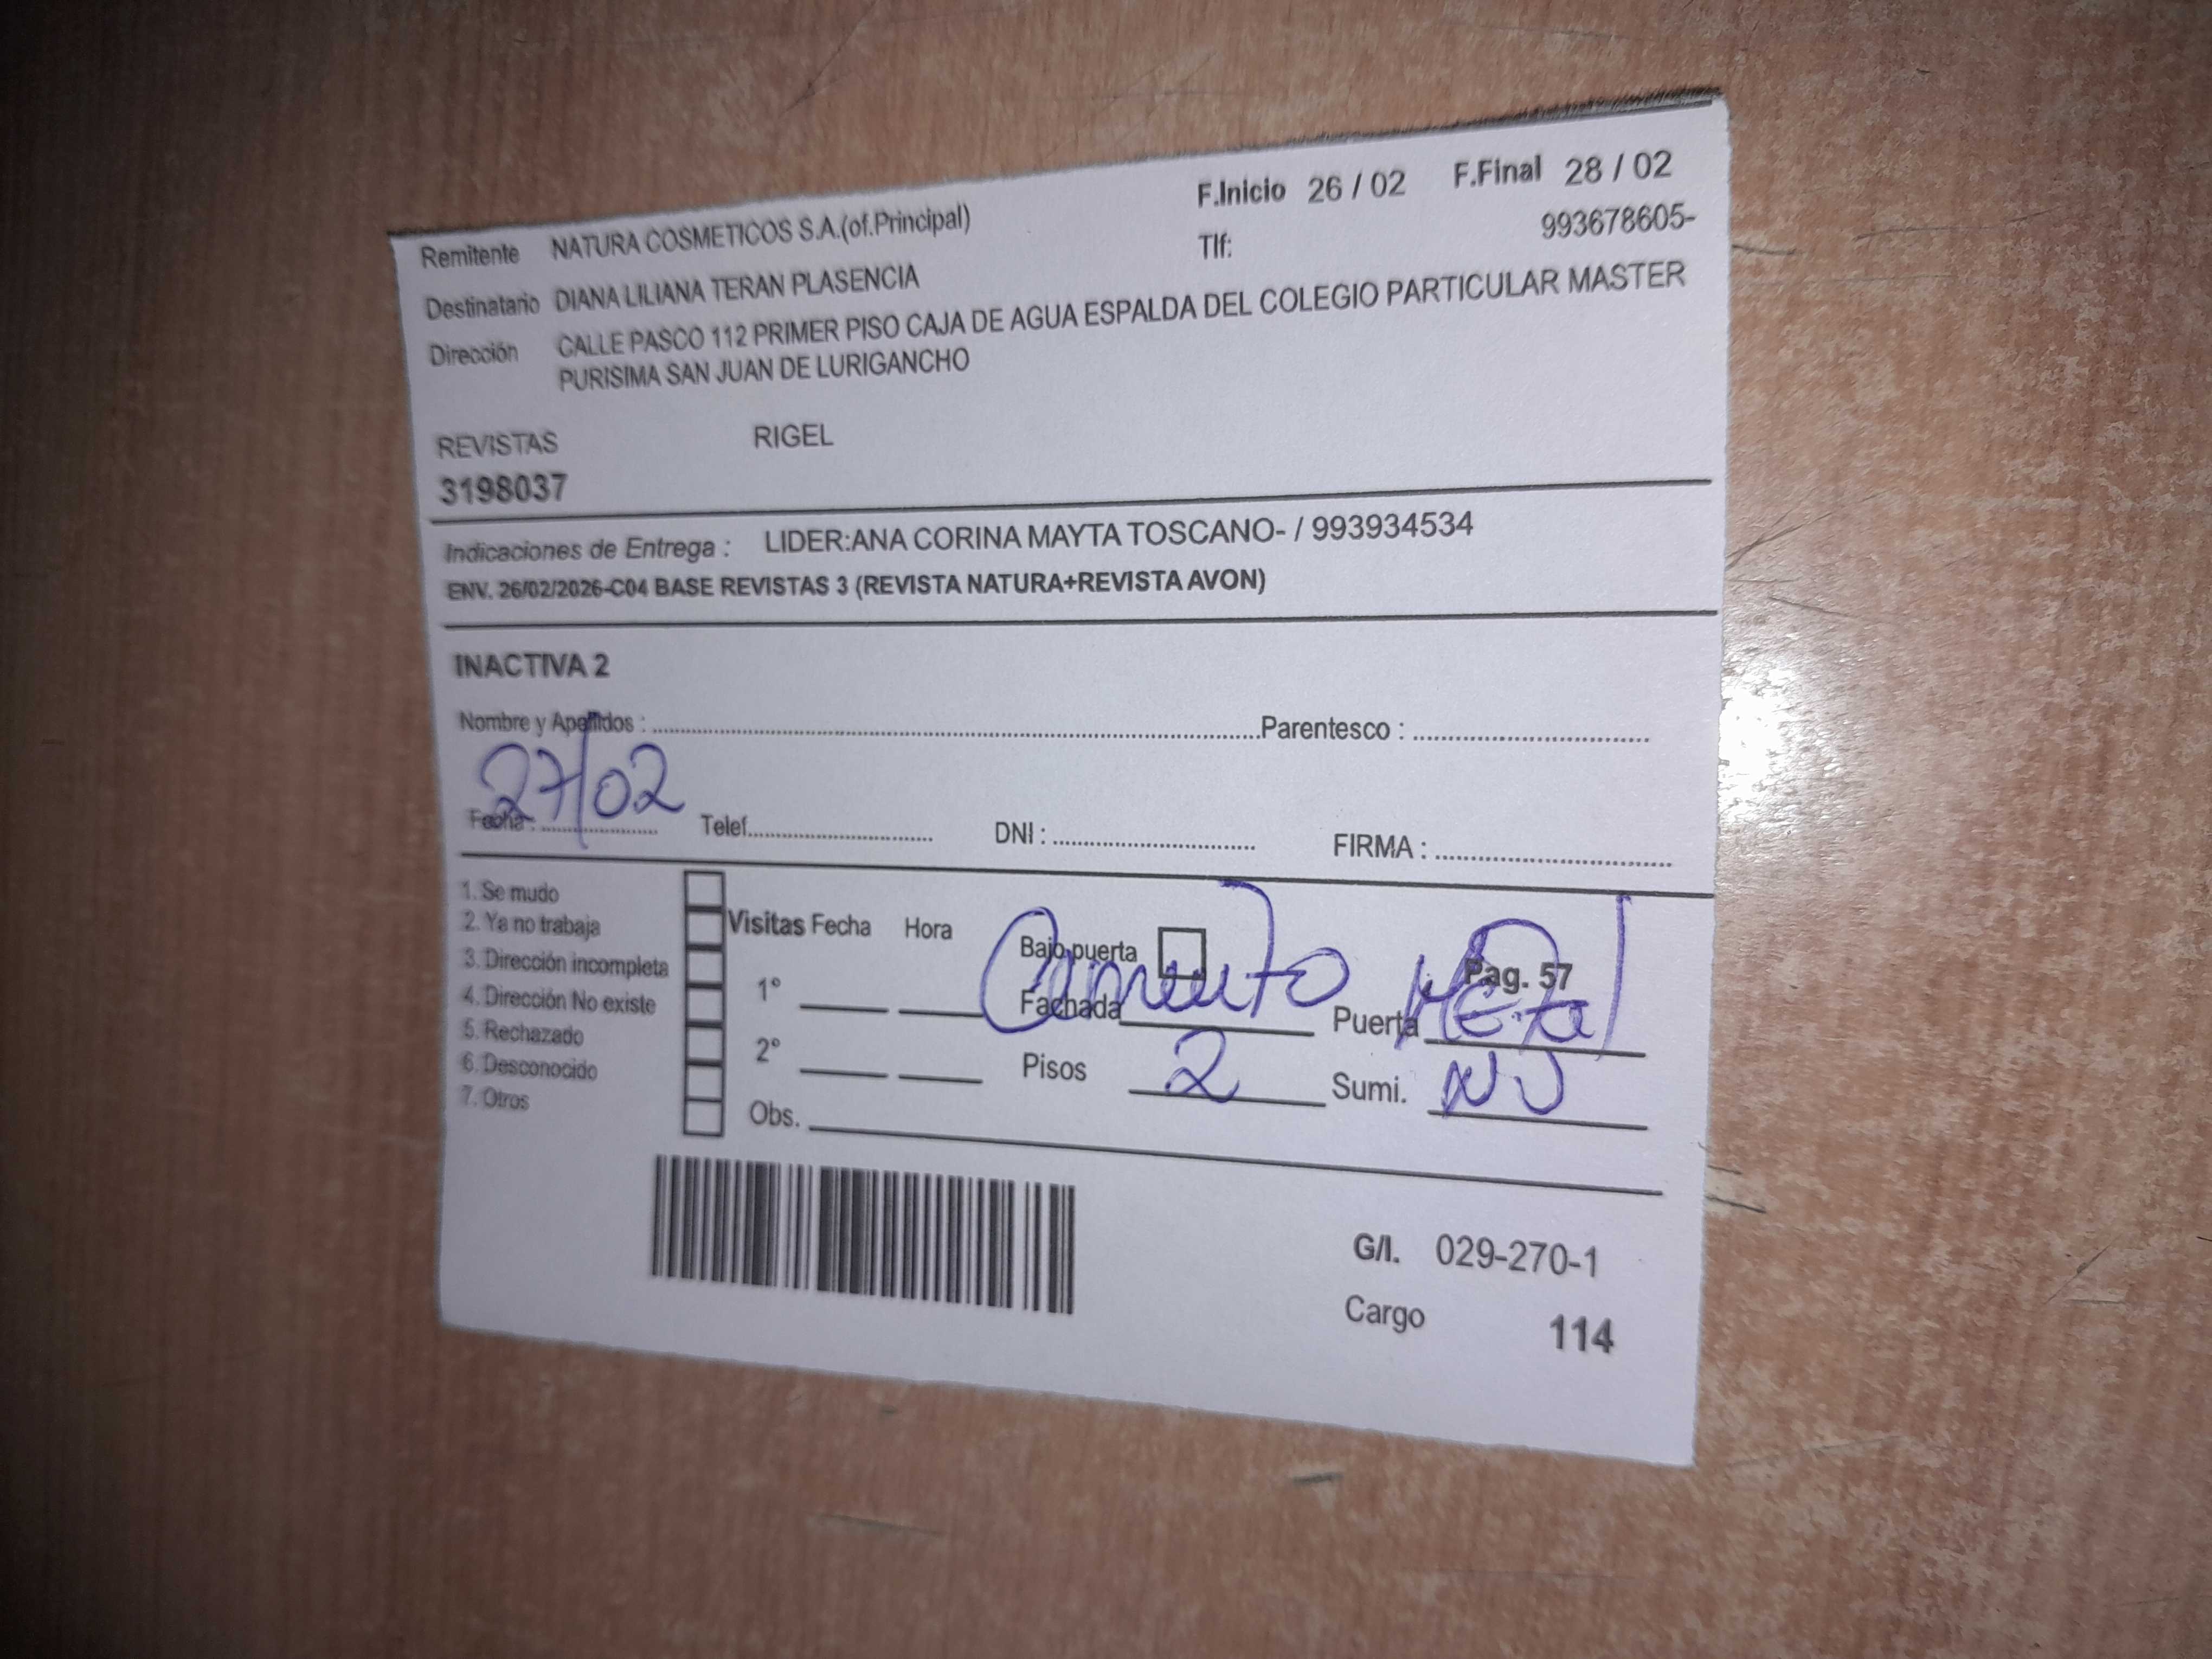 F.Inicio 26 / 02 F.Final 28 / 02
Remitente NATURA COSMETICOS S.A.(of.Principal) Tlf: 993678605-
Destinatario DIANA LILIANA TERAN PLASENCIA
Dirección CALLE PASCO 112 PRIMER PISO CAJA DE AGUA ESPALDA DEL COLEGIO PARTICULAR MASTER
PURISIMA SAN JUAN DE LURIGANCHO
REVISTAS RIGEL
3198037
Indicaciones de Entrega : LIDER:ANA CORINA MAYTA TOSCANO- / 993934534
ENV. 26/02/2026-C04 BASE REVISTAS 3 (REVISTA NATURA+REVISTA AVON)
INACTIVA 2
Nombre y Apellidos : Parentesco :
Fecha : 27/02 Telef. DNI : FIRMA :
1. Se mudo
2. Ya no trabaja
3. Dirección incompleta
4. Dirección No existe
5. Rechazado
6. Desconocido
7. Otros
Visitas Fecha Hora
1°
2°
Obs.
Bajo puerta Pag. 57
Fachada Cemento Puerta Metal
Pisos 2 Sumi.
G/I. 029-270-1
Cargo 114